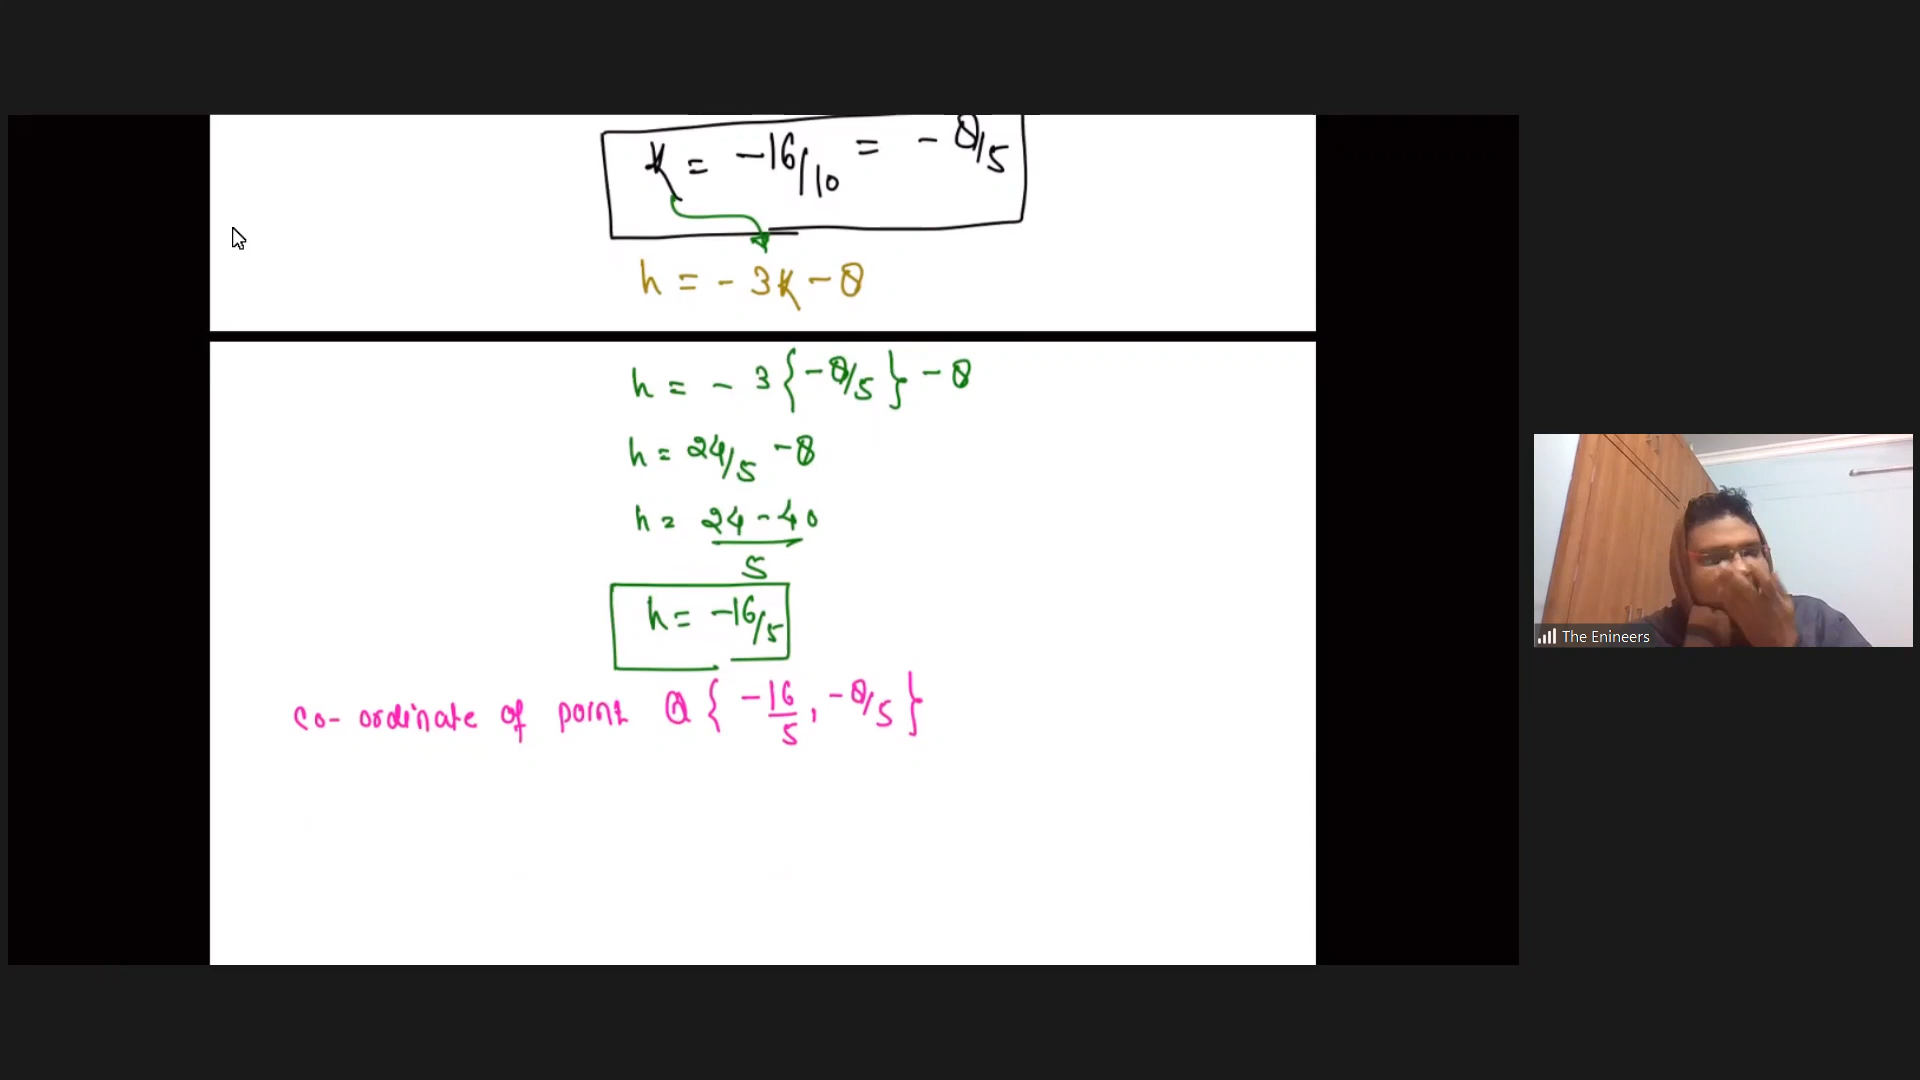 k = -16/10 = -8/5
h = - 3k - 8
h = - 3 { -8/5 } - 8
h = 24/5 - 8
h = 24 - 40 / 5
h = -16/5
co-ordinate of point Q { -16/5 , -8/5 }
The Enineers